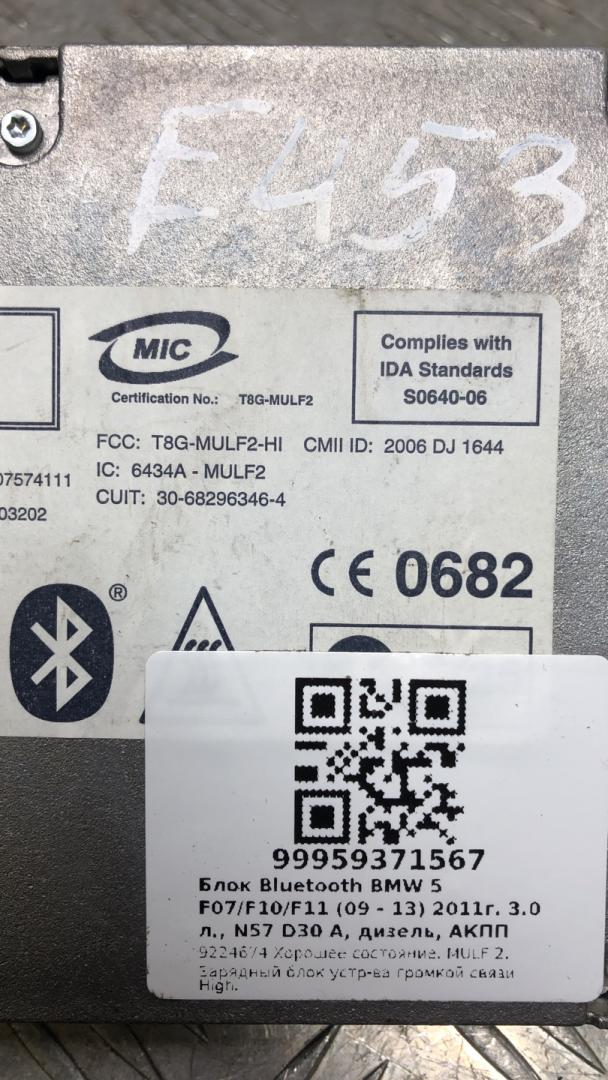 E453
MIC
Certification No.: T8G-MULF2
Complies with
IDA Standards
S0640-06
FCC: T8G-MULF2-HI CMII ID: 2006 DJ 1644
07574111
IC: 6434A - MULF2
CUIT: 30-68296346-4
03202
®
CE 0682
99959371567
Блок Bluetooth BMW 5
F07/F10/F11 (09 - 13) 2011г. 3.0
л., N57 D30 A, дизель, АКПП
9224674 Хорошее состояние. MULF 2.
Зарядный блок устр-ва громкой связи
High.